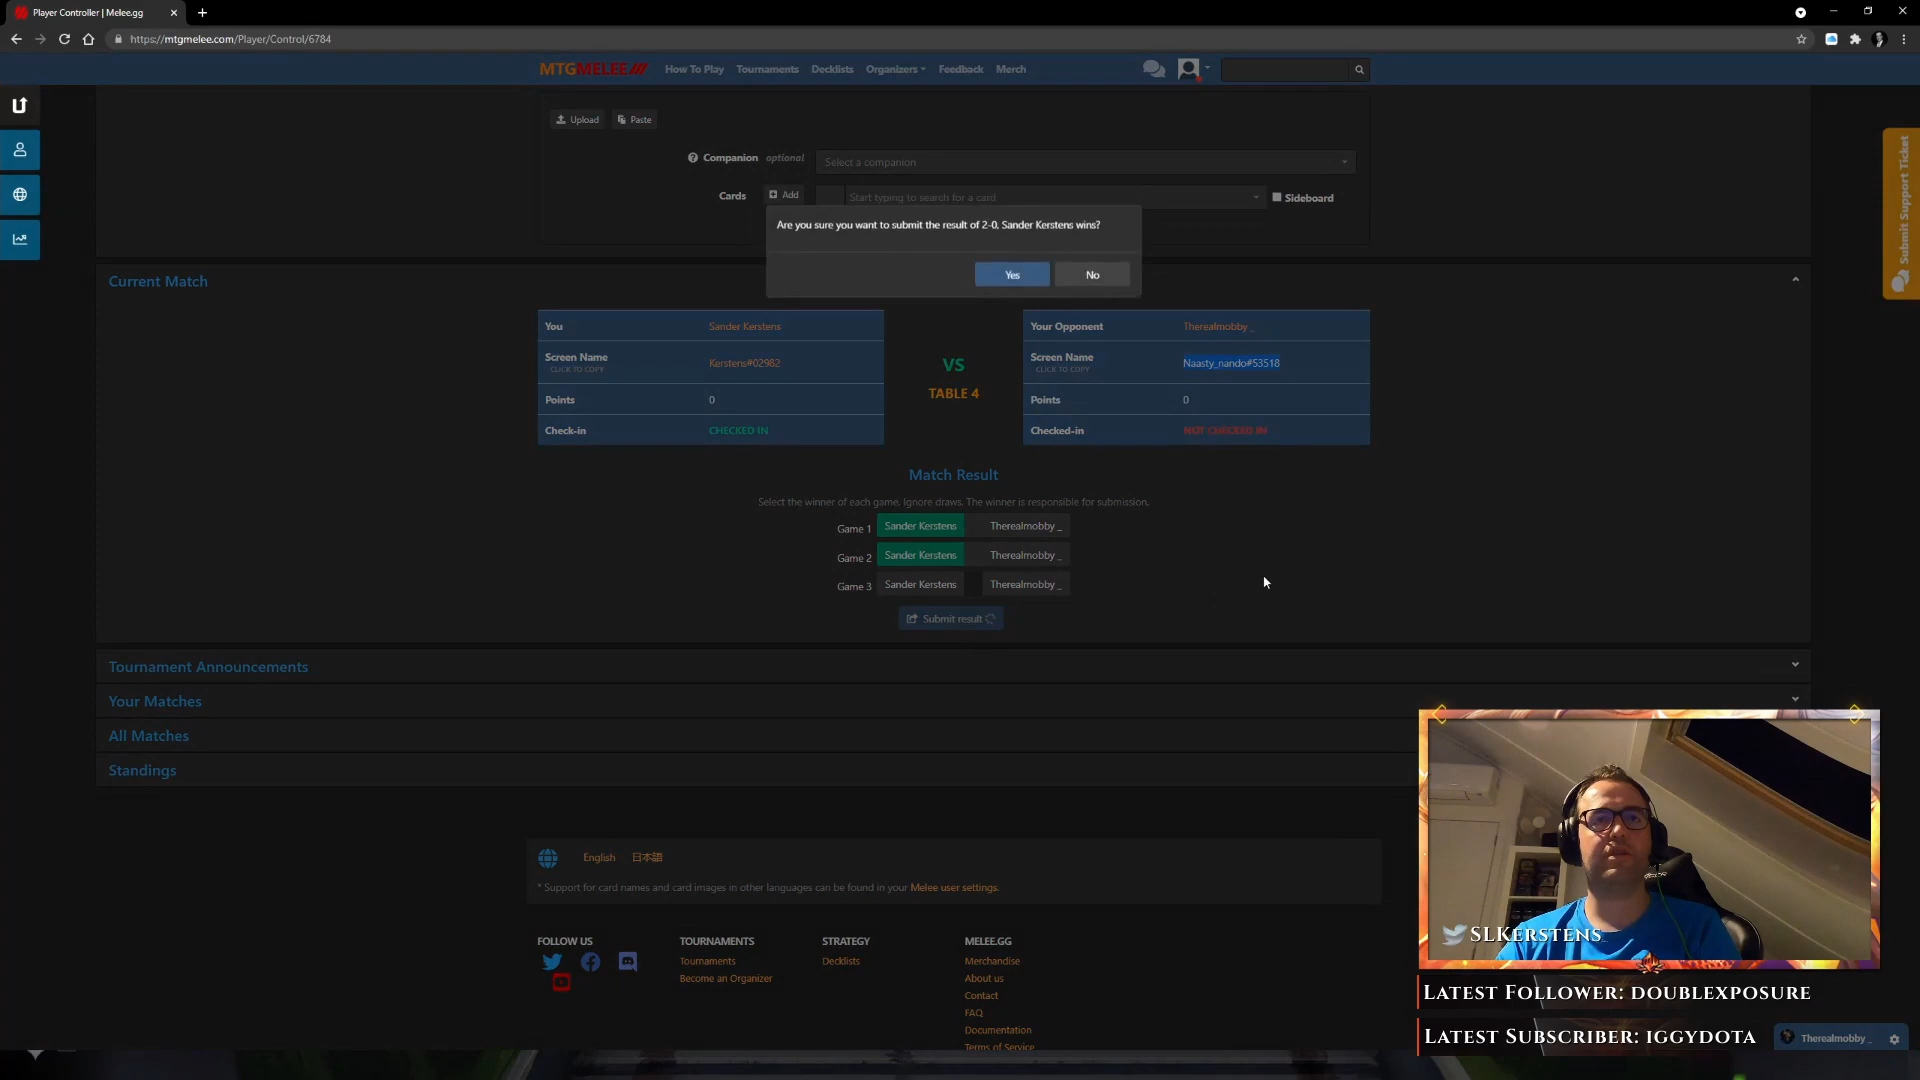 Player Controller | Melee.gg
https://mtgmelee.com/Player/Control/6784
MTGMELEE
How To Play
Tournaments
Decklists
Organizers
Feedback
Merch
Upload
Paste
Companion optional
Select a companion
Cards
Add
Start typing to search for a card
Sideboard
Submit Support Ticket
Are you sure you want to submit the result of 2-0, Sander Kerstens wins?
Yes
No
Current Match
You
Sander Kerstens
Screen Name
CLICK TO COPY
Kerstens#02982
Points
0
Check-in
CHECKED IN
VS
TABLE 4
Your Opponent
Therealmobby _
Screen Name
CLICK TO COPY
Naasty_nando#53518
Points
0
Checked-in
NOT CHECKED IN
Match Result
Select the winner of each game. Ignore draws. The winner is responsible for submission.
Game 1
Sander Kerstens
Therealmobby _
Game 2
Sander Kerstens
Therealmobby _
Game 3
Sander Kerstens
Therealmobby _
Submit result
Tournament Announcements
Your Matches
All Matches
Standings
English
日本語
* Support for card names and card images in other languages can be found in your Melee user settings.
FOLLOW US
TOURNAMENTS
Tournaments
Become an Organizer
STRATEGY
Decklists
MELEE.GG
Merchandise
About us
Contact
FAQ
Documentation
Terms of Service
SLKERSTENS
LATEST FOLLOWER: DOUBLEXPOSURE
LATEST SUBSCRIBER: IGGYDOTA
Therealmobby _